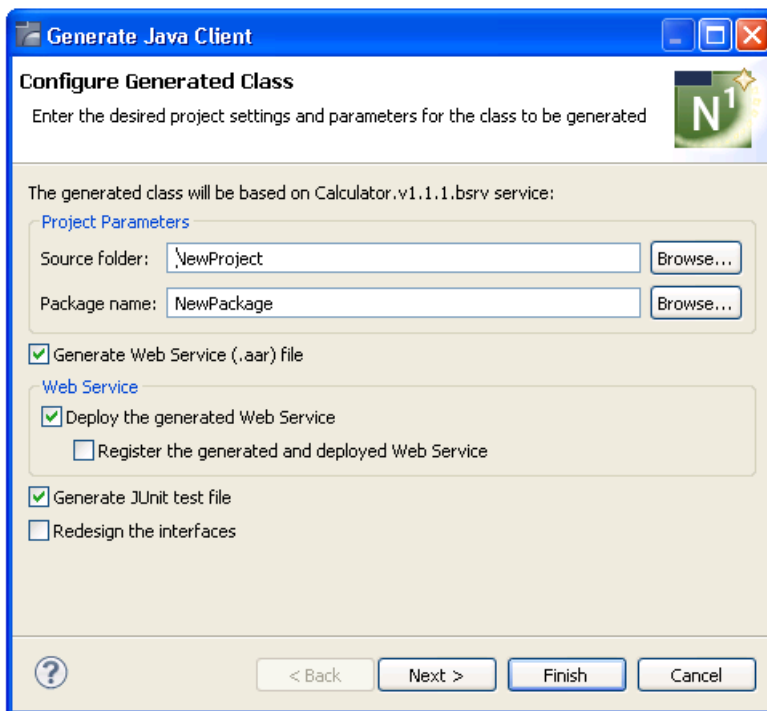 Generate Java Client
Configure Generated Class
Enter the desired project settings and parameters for the class to be generated
N1
The generated class will be based on Calculator.v1.1.1.bsrv service:
Project Parameters
Source folder: \NewProject Browse...
Package name: NewPackage Browse...
Generate Web Service (.aar) file
Web Service
Deploy the generated Web Service
Register the generated and deployed Web Service
Generate JUnit test file
Redesign the interfaces
? < Back Next > Finish Cancel